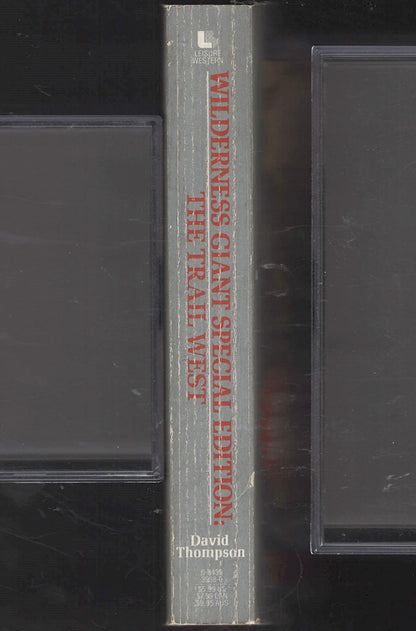 LEISURE
WESTERN
WILDERNESS GIANT SPECIAL EDITION:
THE TRAIL WEST
David
Thompson